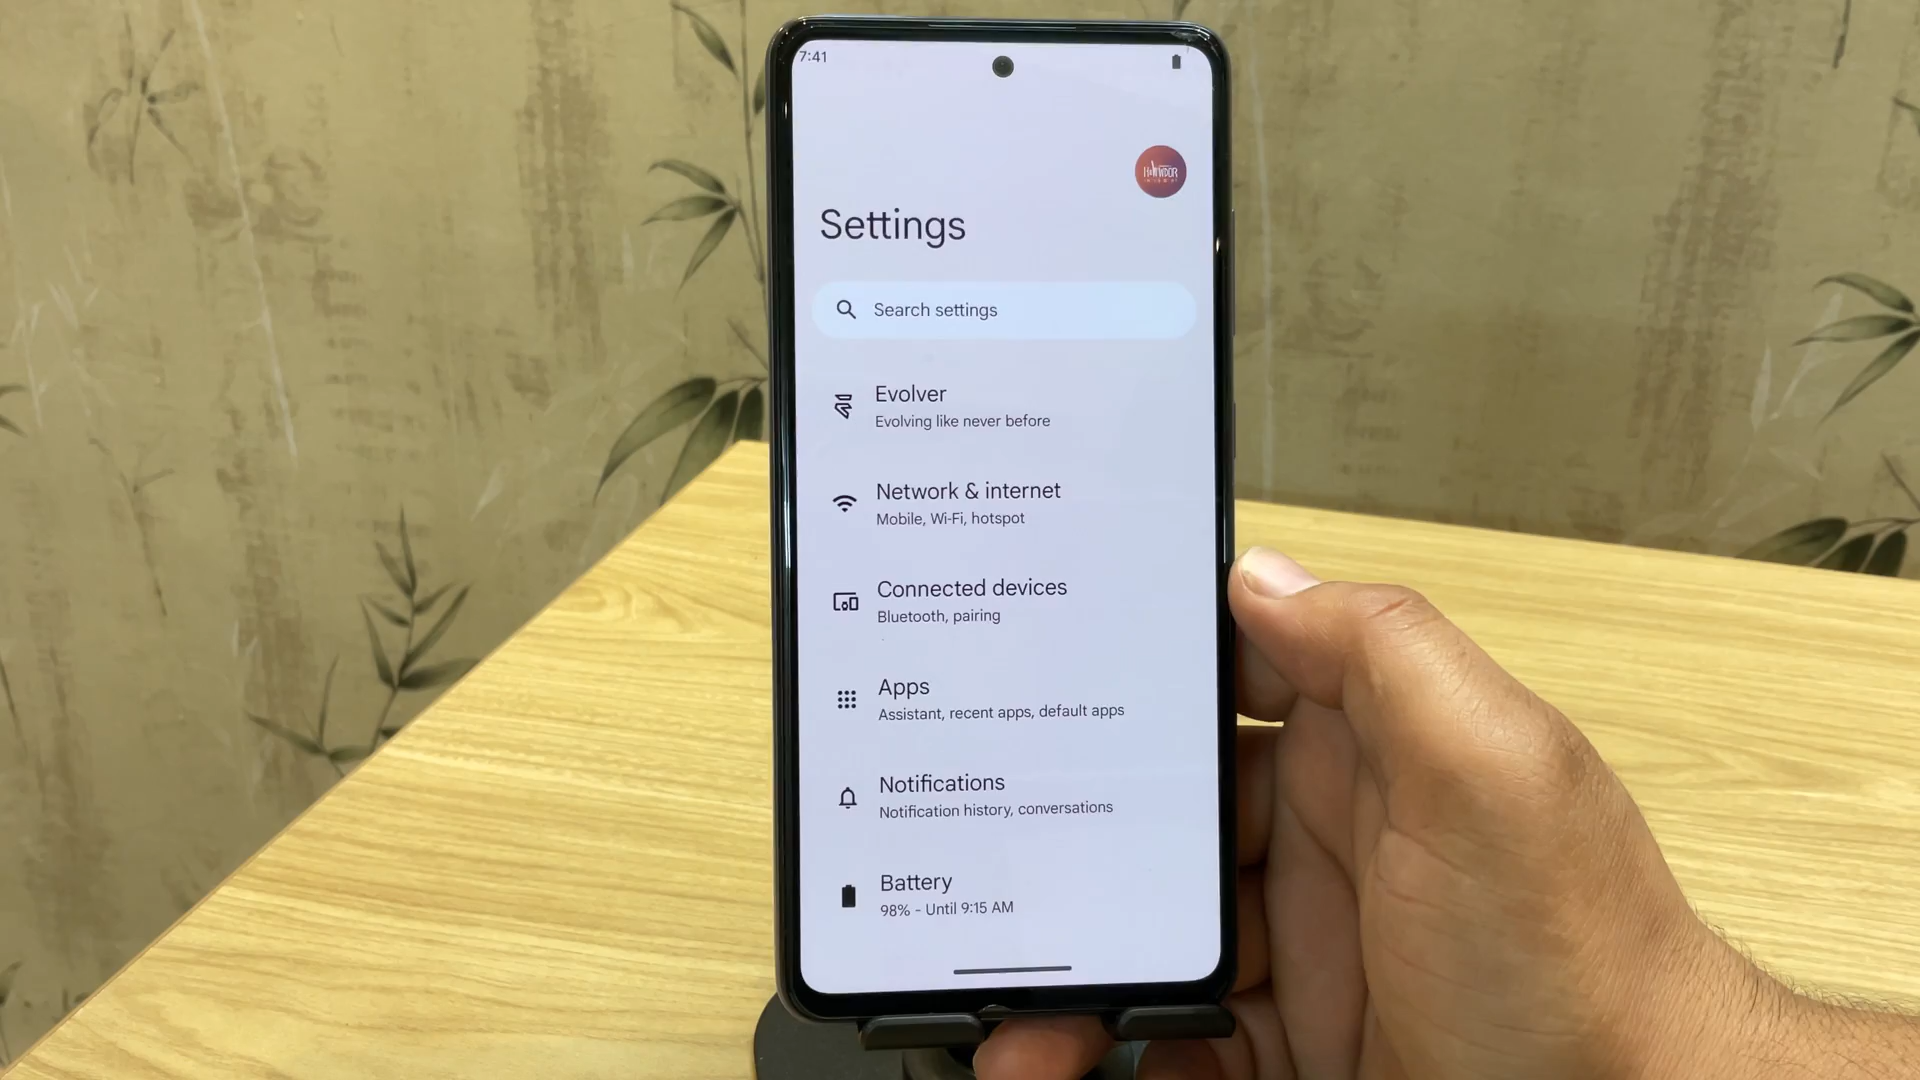 7:41
Settings
Search settings
Evolver
Evolving like never before
Network & internet
Mobile, Wi-Fi, hotspot
Connected devices
Bluetooth, pairing
Apps
Assistant, recent apps, default apps
Notifications
Notification history, conversations
Battery
98% - Until 9:15 AM